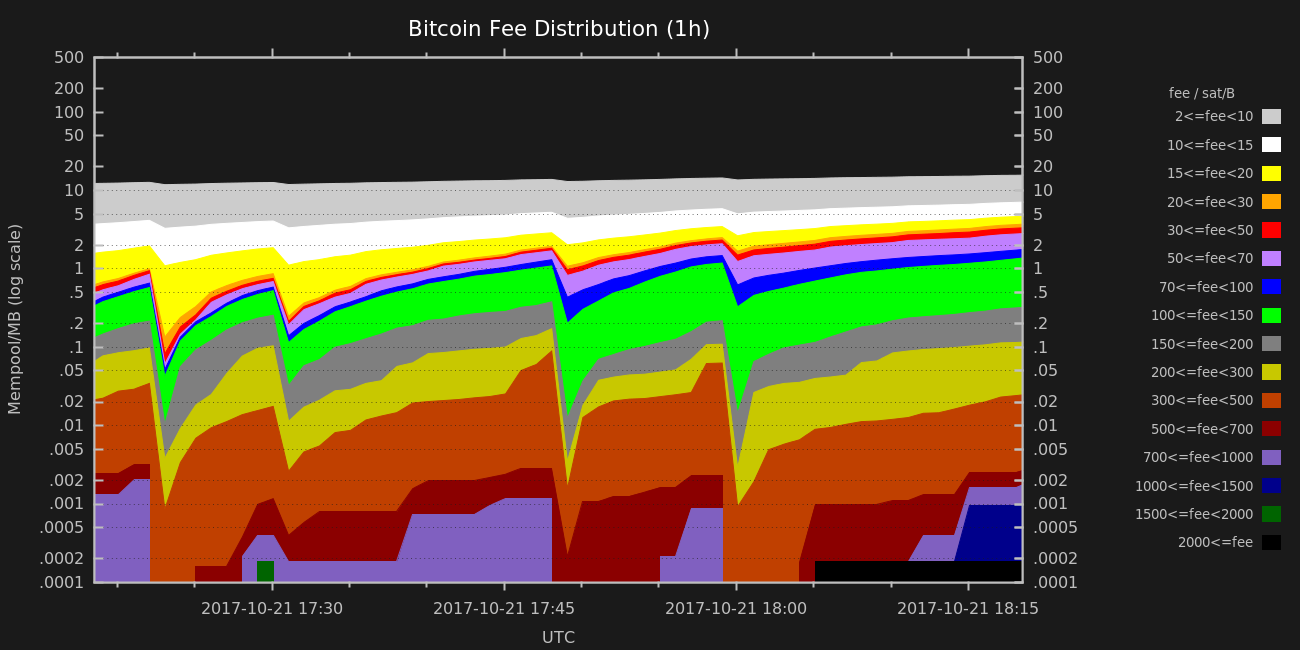 Bitcoin Fee Distribution (1h)
Mempool/MB (log scale)
500
200
100
50
20
10
5
2
1
.5
.2
.1
.05
.02
.01
.005
.002
.001
.0005
.0002
.0001
500
200
100
50
20
10
5
2
1
.5
.2
.1
.05
.02
.01
.005
.002
.001
.0005
.0002
.0001
2017-10-21 17:30
2017-10-21 17:45
2017-10-21 18:00
2017-10-21 18:15
UTC
fee / sat/B
2<=fee<10
10<=fee<15
15<=fee<20
20<=fee<30
30<=fee<50
50<=fee<70
70<=fee<100
100<=fee<150
150<=fee<200
200<=fee<300
300<=fee<500
500<=fee<700
700<=fee<1000
1000<=fee<1500
1500<=fee<2000
2000<=fee